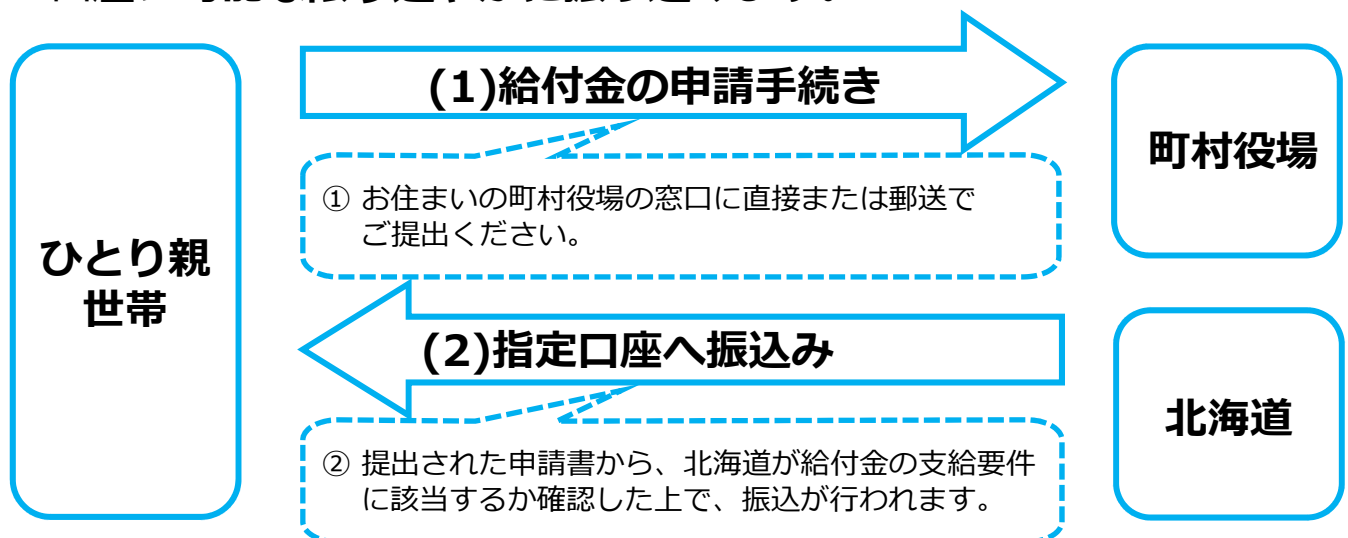 (1)給付金の申請手続き
町村役場
① お住まいの町村役場の窓口に直接または郵送で
ご提出ください。
ひとり親
世帯
(2)指定口座へ振込み
北海道
② 提出された申請書から、北海道が給付金の支給要件
に該当するか確認した上で、振込が行われます。